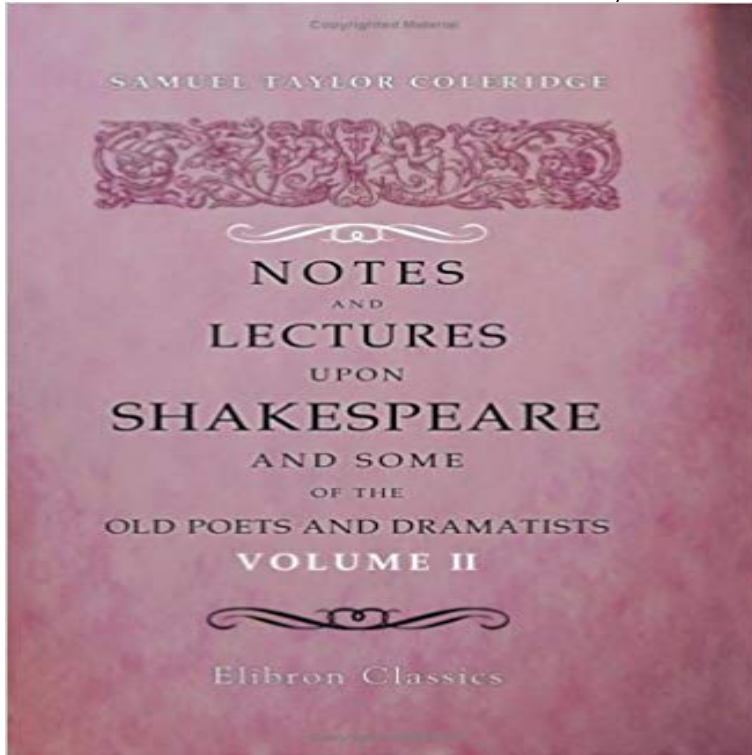 Copyrighted Material
SAMUEL TAYLOR COLERIDGE
NOTES
AND
LECTURES
UPON
SHAKESPEARE
AND SOME
OF THE
OLD POETS AND DRAMATISTS
VOLUME II
Elibron Classics